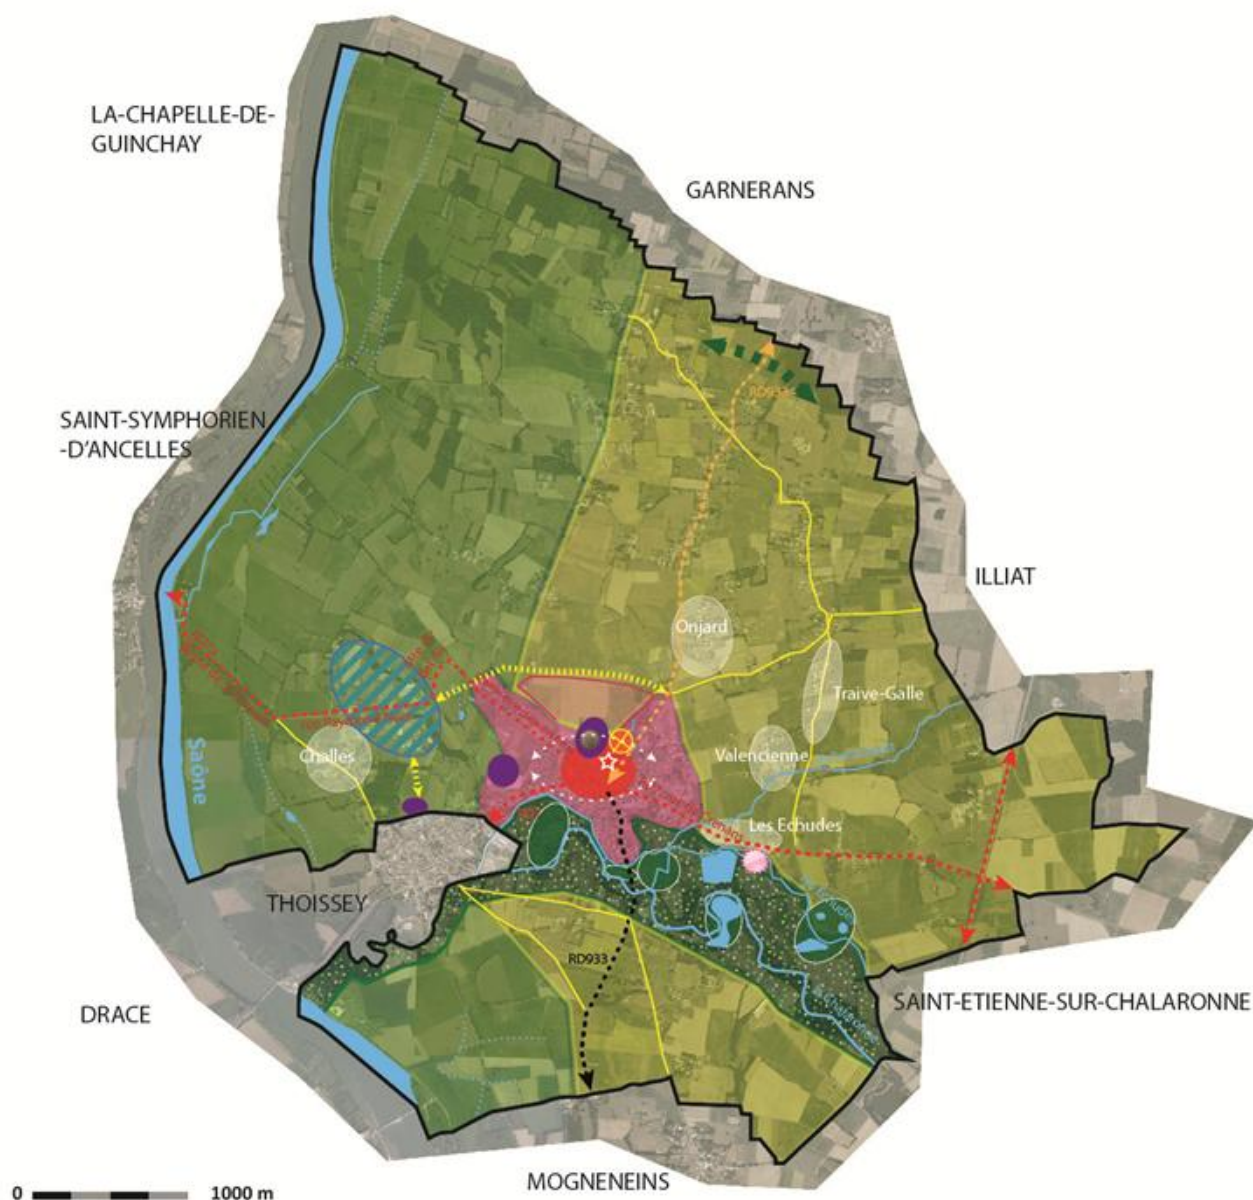 LA-CHAPELLE-DE-
GUINCHAY
GARNERANS
RD933
SAINT-SYMPHORIEN
-D'ANCELLES
ILLIAT
Onjard
Traive-Galle
Challes
Valencienne
Saône
Les Echudes
THOISSEY
RD933
DRACE
SAINT-ETIENNE-SUR-CHALARONNE
MOGNENEINS
0 1000 m